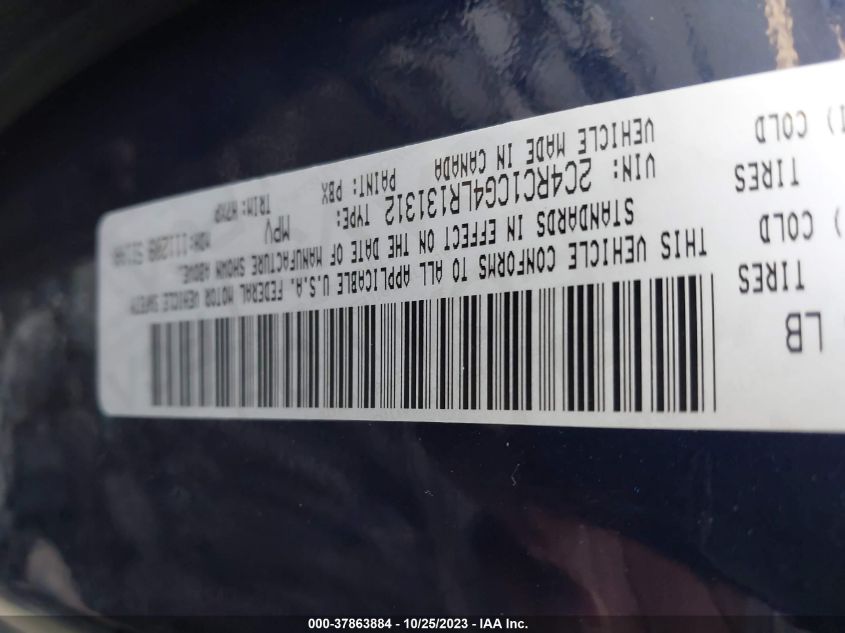 LB
THIS VEHICLE CONFORMS TO ALL APPLICABLE U.S.A. FEDERAL MOTOR VEHICLE SAFETY
STANDARDS IN EFFECT ON THE DATE OF MANUFACTURE SHOWN ABOVE.
TIRES COLD
VIN: 2C4RC1CG4LR131312 TYPE: MPV MDH:
TIRES COLD
VEHICLE MADE IN CANADA PAINT: PBX TRIM:
000-37863884 - 10/25/2023 - IAA Inc.